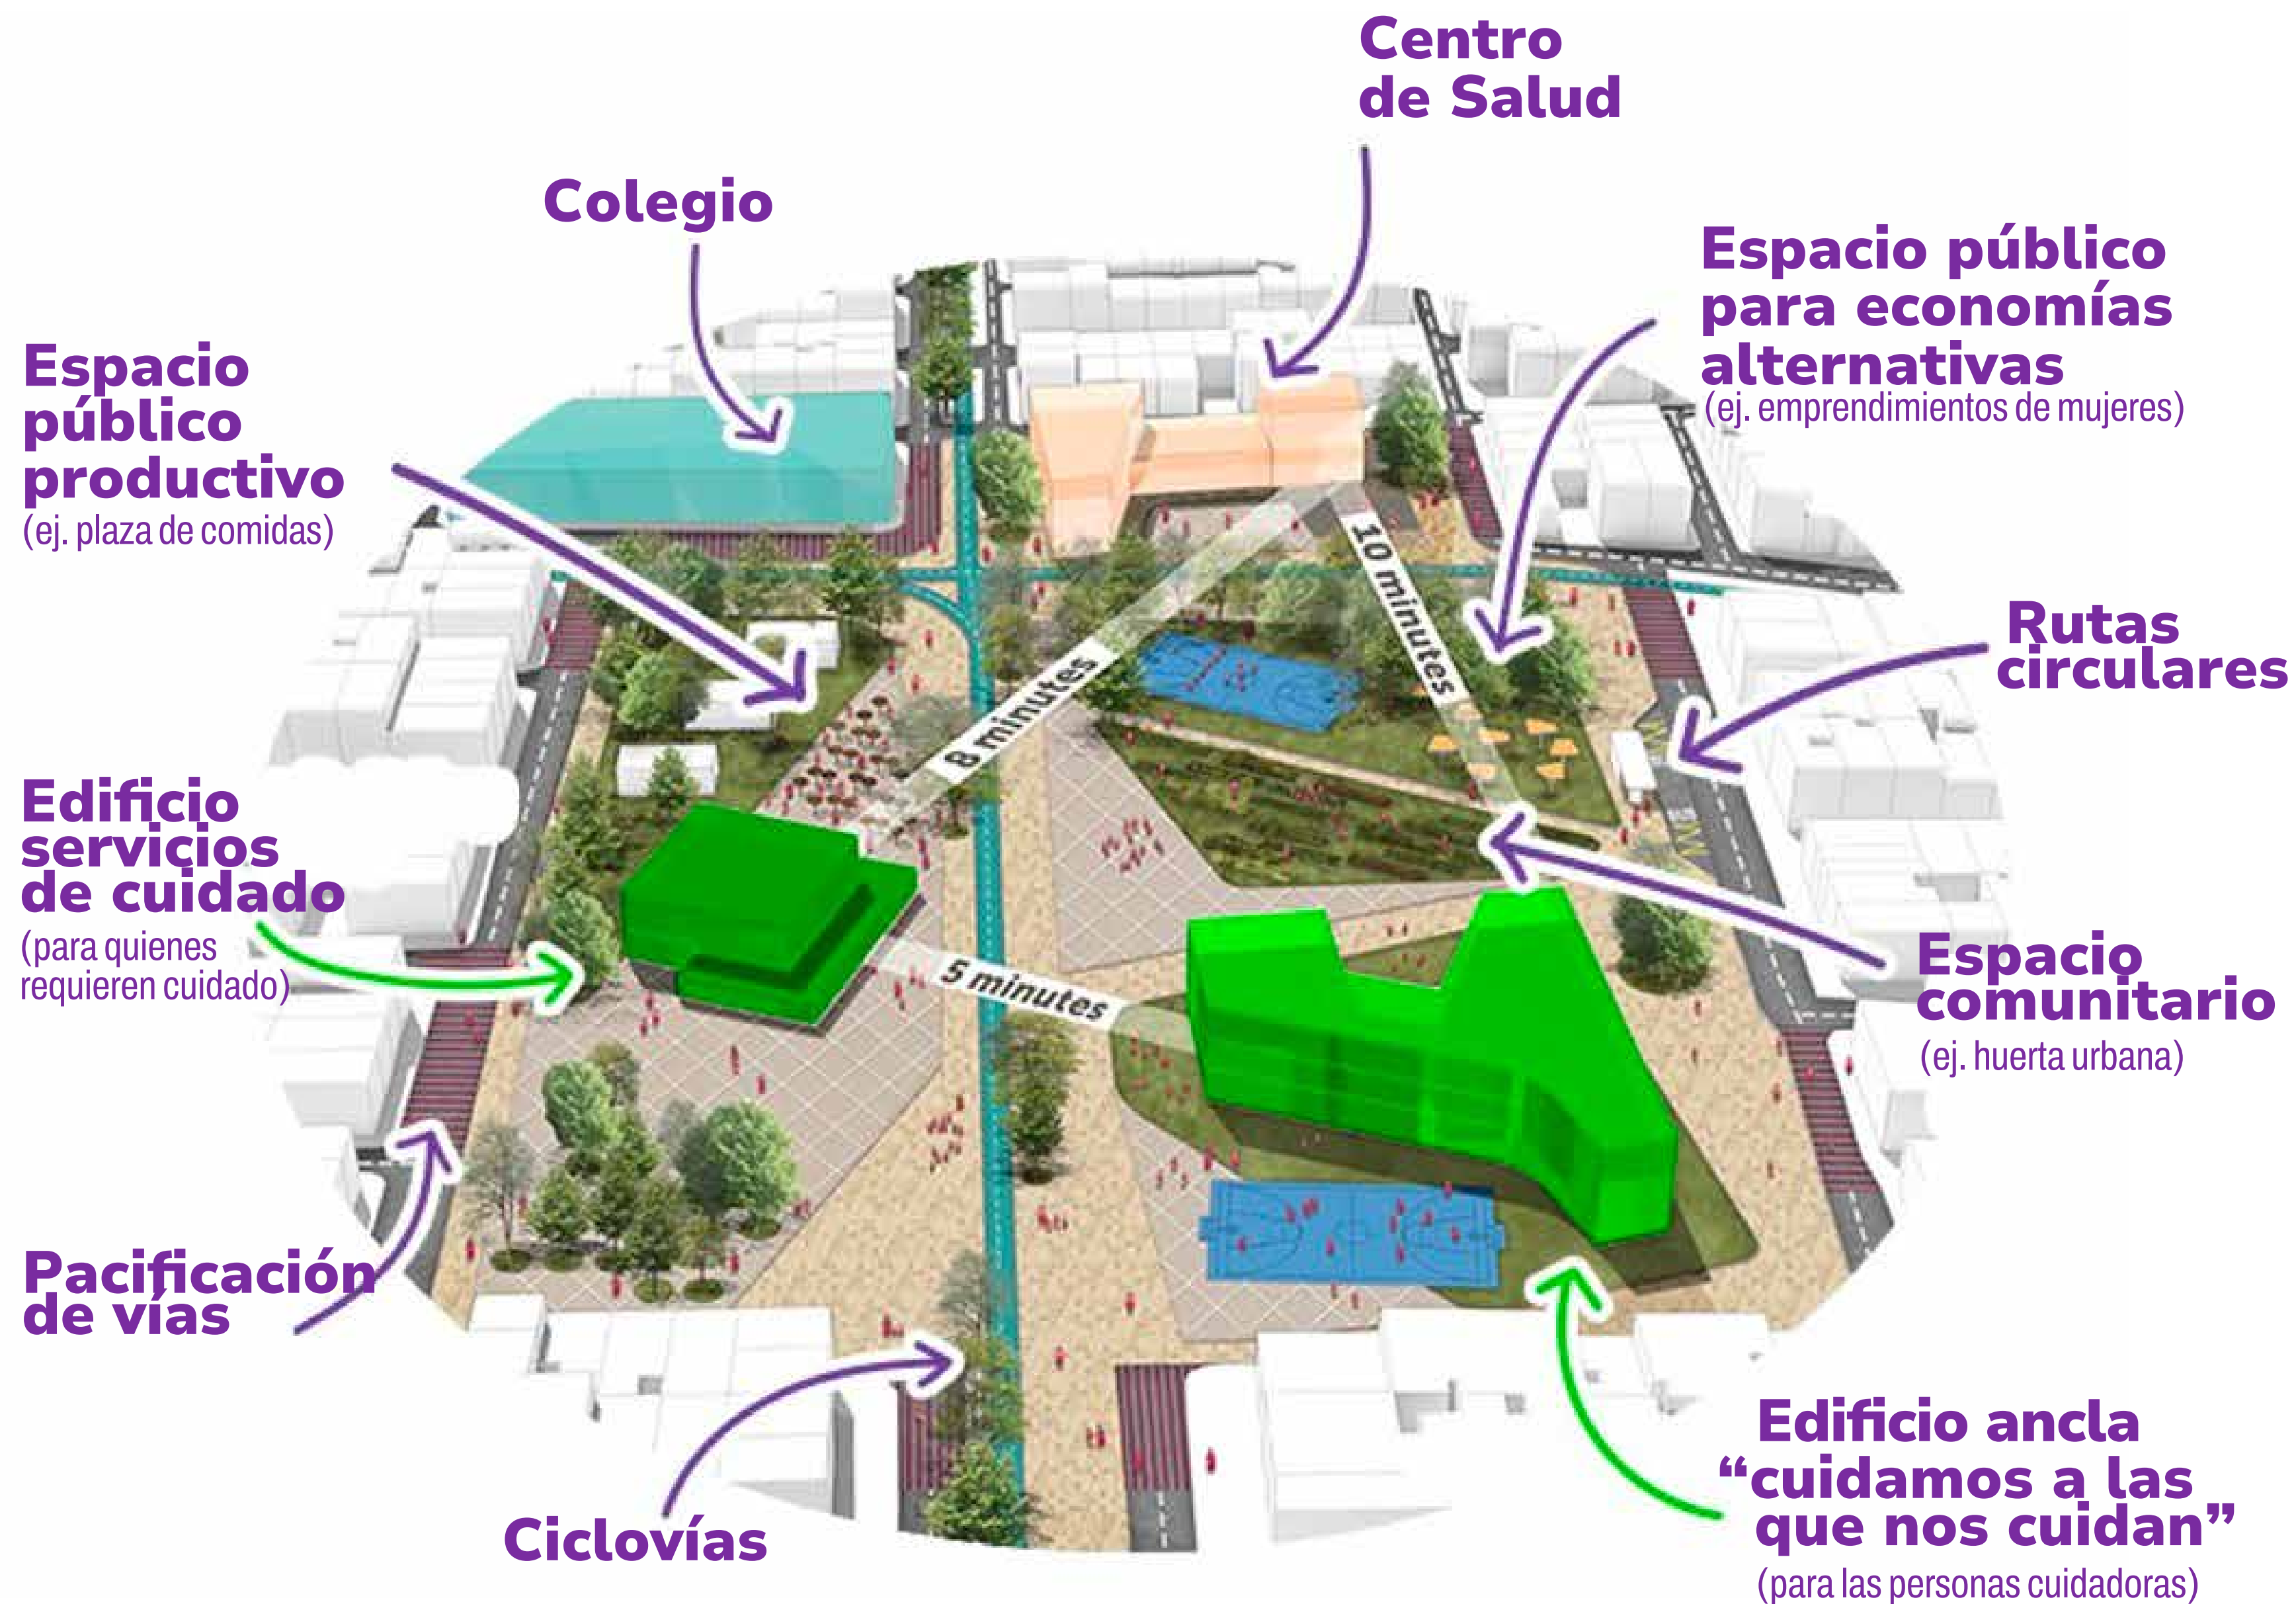 Centro
de Salud
Colegio
Espacio público
para economías
alternativas
(ej. emprendimientos de mujeres)
Espacio
público
productivo
(ej. plaza de comidas)
10 minutes
Rutas
circulares
8 minutes
Edificio
servicios
de cuidado
(para quienes
requieren cuidado)
5 minutes
Espacio
comunitario
(ej. huerta urbana)
Pacificación
de vías
Ciclovías
Edificio ancla
“cuidamos a las
que nos cuidan”
(para las personas cuidadoras)